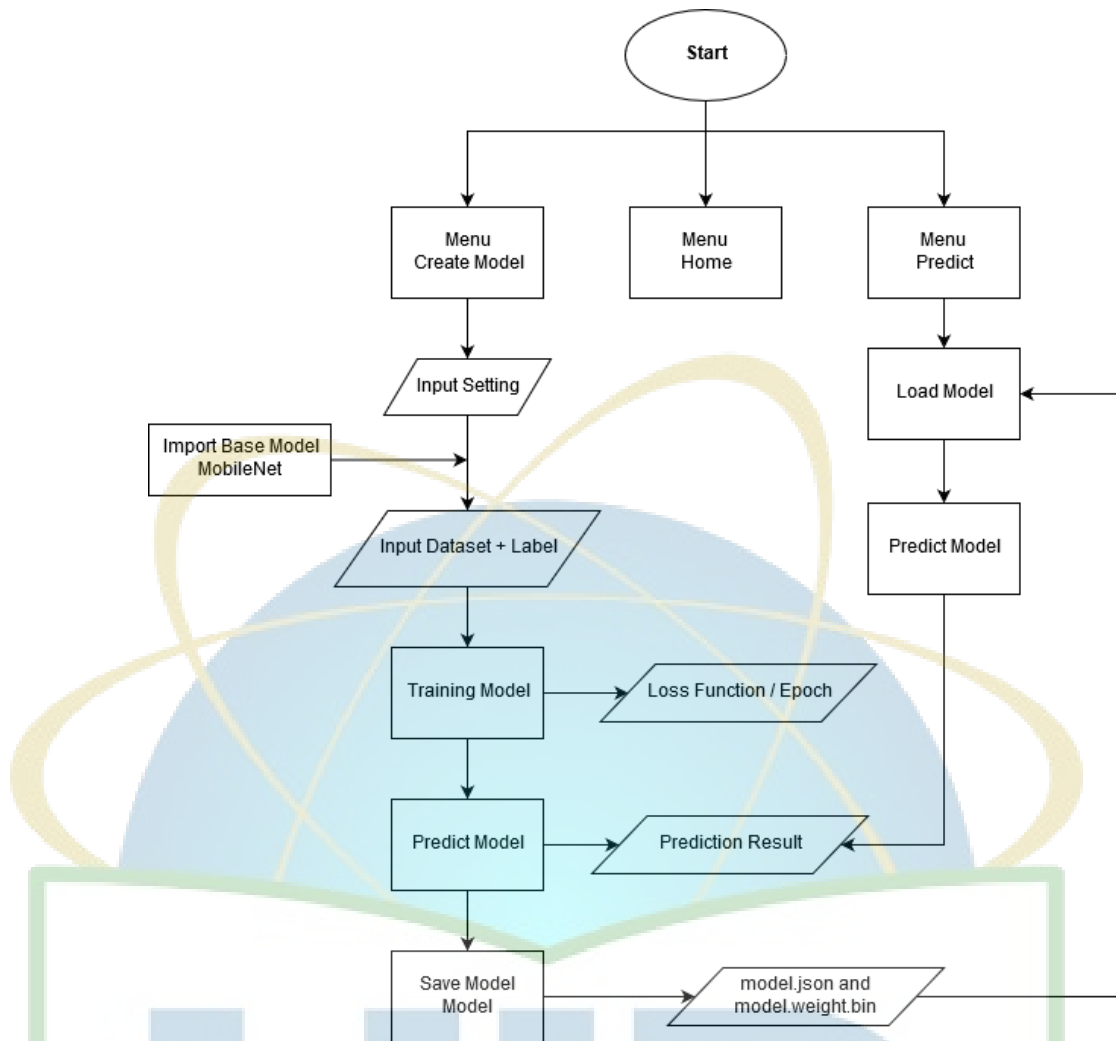 Start
Menu
Create Model
Menu
Home
Menu
Predict
Input Setting
Load Model
Import Base Model
MobileNet
Input Dataset + Label
Predict Model
Training Model
Loss Function / Epoch
Predict Model
Prediction Result
Save Model
Model
model.json and
model.weight.bin